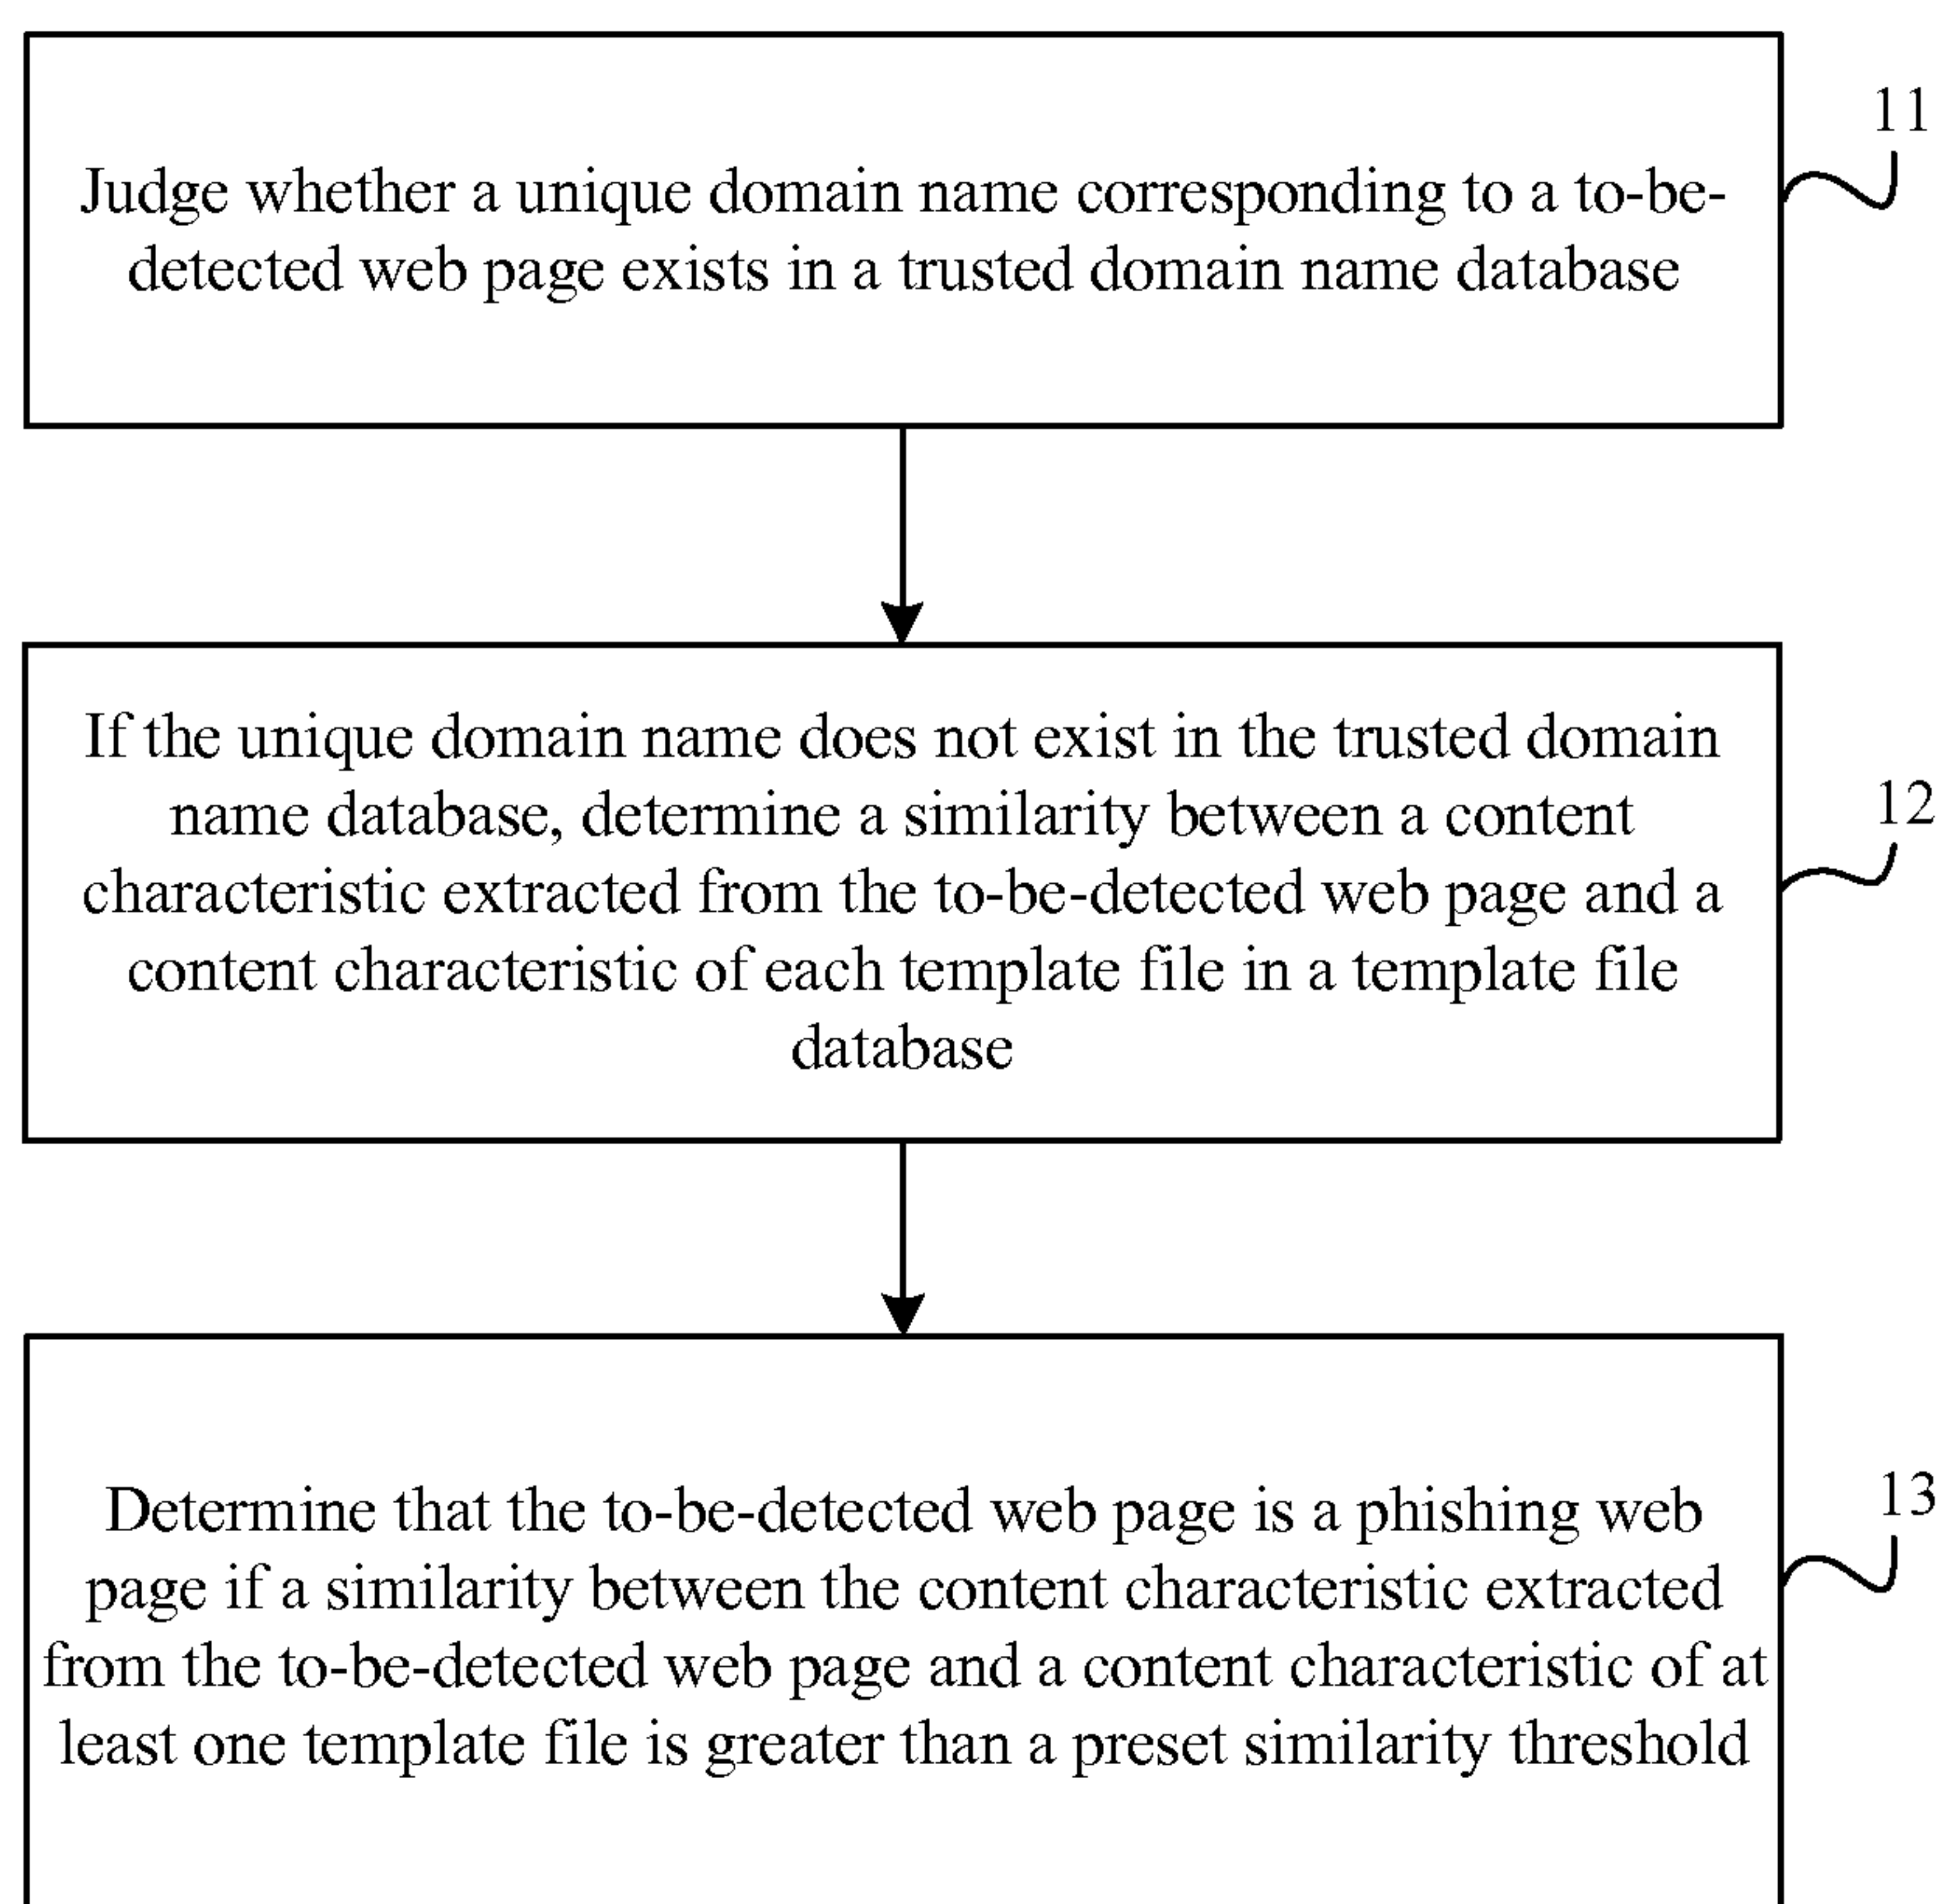 11
Judge whether a unique domain name corresponding to a to-be-
detected web page exists in a trusted domain name database
If the unique domain name does not exist in the trusted domain
name database, determine a similarity between a content
characteristic extracted from the to-be-detected web page and a
content characteristic of each template file in a template file
database
12
Determine that the to-be-detected web page is a phishing web
page if a similarity between the content characteristic extracted
from the to-be-detected web page and a content characteristic of at
least one template file is greater than a preset similarity threshold
13